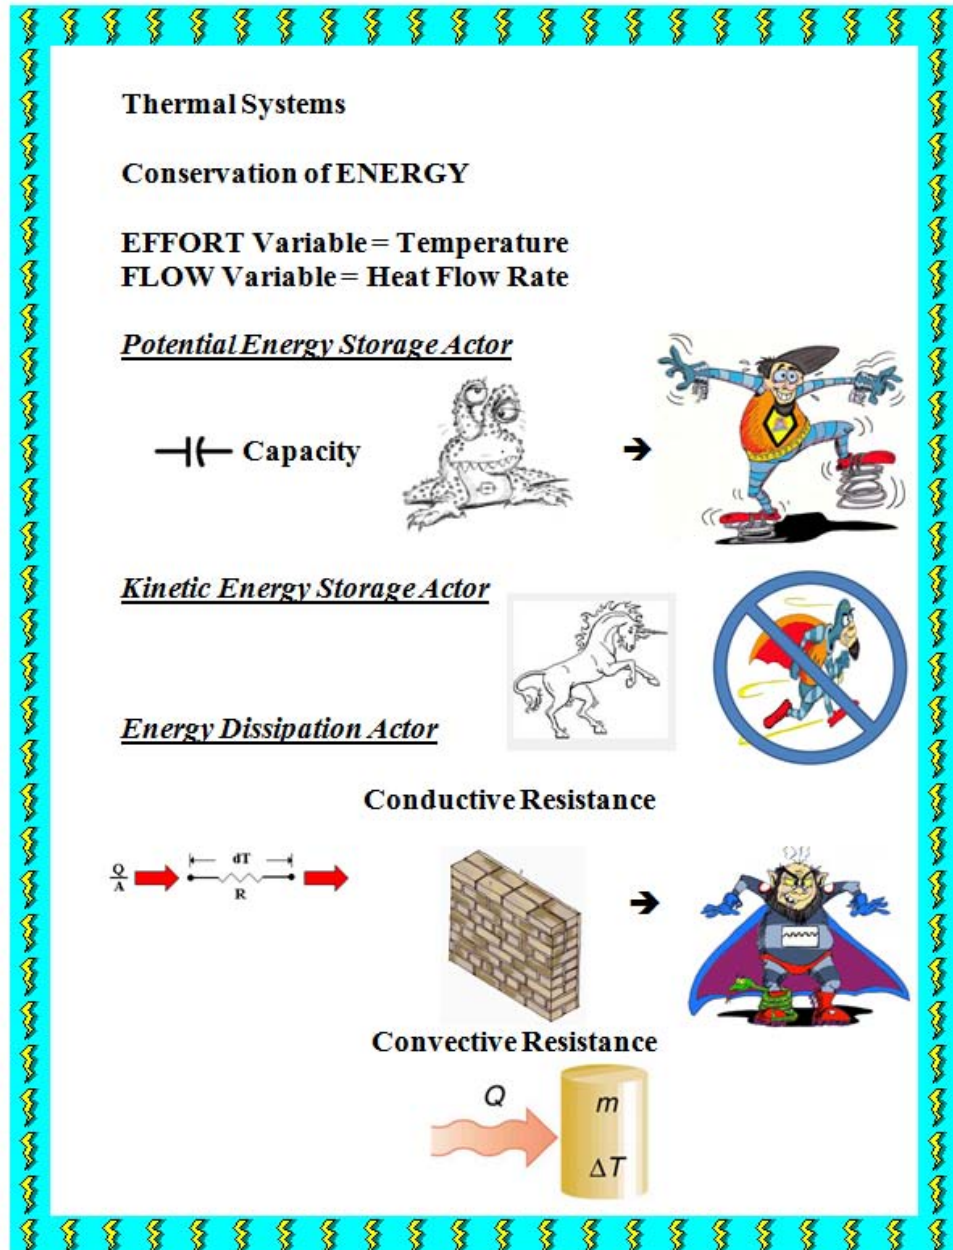 Thermal Systems
Conservation of ENERGY
EFFORT Variable = Temperature
FLOW Variable = Heat Flow Rate
Potential Energy Storage Actor
Capacity
Kinetic Energy Storage Actor
Energy Dissipation Actor
Conductive Resistance
Q
A
dT
R
Convective Resistance
Q
m
ΔT